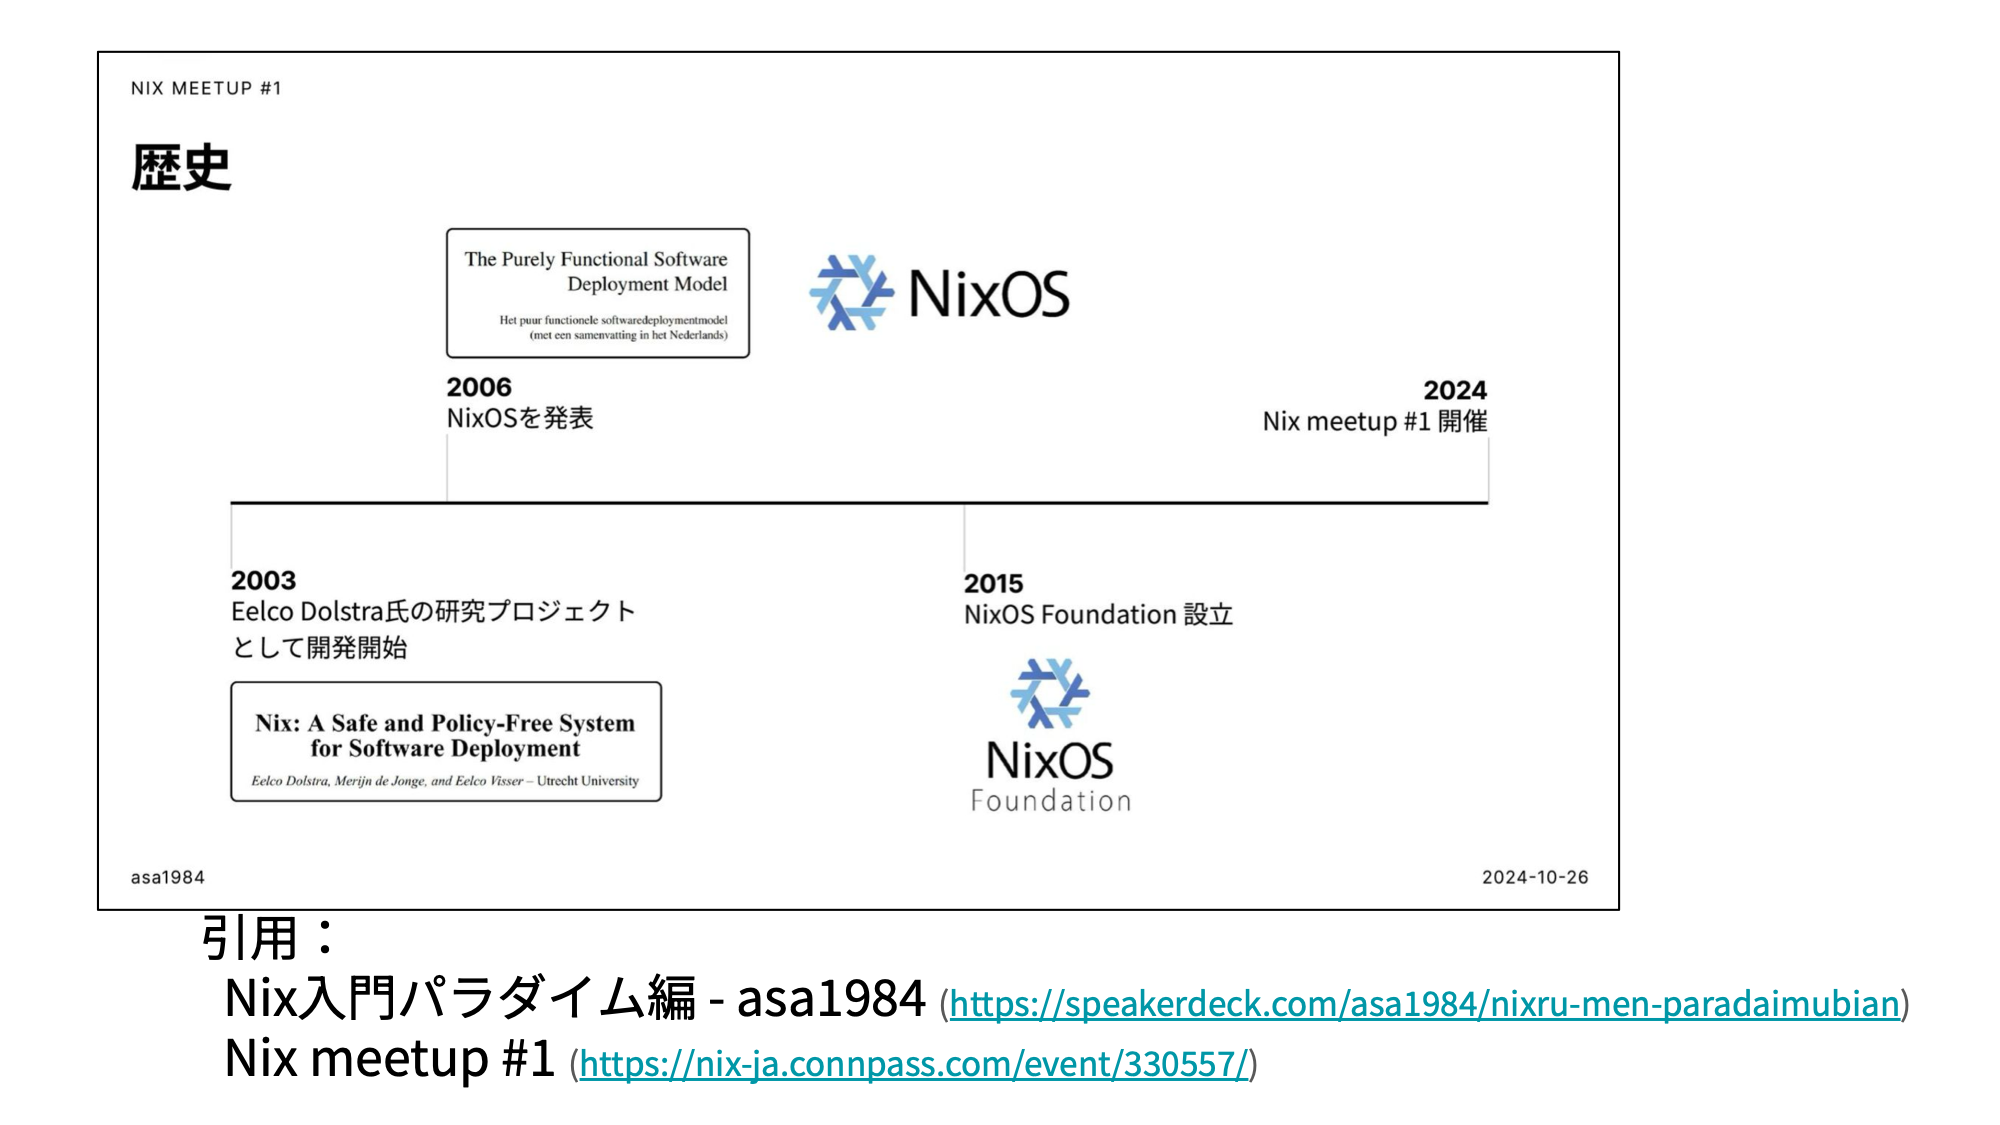 NIX MEETUP #1
歴史
The Purely Functional Software
Deployment Model
Het puur functionele softwaredeploymentmodel
(met een samenvatting in het Nederlands)
NixOS
2006
NixOSを発表
2024
Nix meetup #1 開催
2003
Eelco Dolstra氏の研究プロジェクト
として開発開始
Nix: A Safe and Policy-Free System
for Software Deployment
Eelco Dolstra, Merijn de Jonge, and Eelco Visser – Utrecht University
2015
NixOS Foundation 設立
NixOS
Foundation
asa1984
2024-10-26
引用：
Nix入門パラダイム編 - asa1984 (https://speakerdeck.com/asa1984/nixru-men-paradaimubian)
Nix meetup #1 (https://nix-ja.connpass.com/event/330557/)